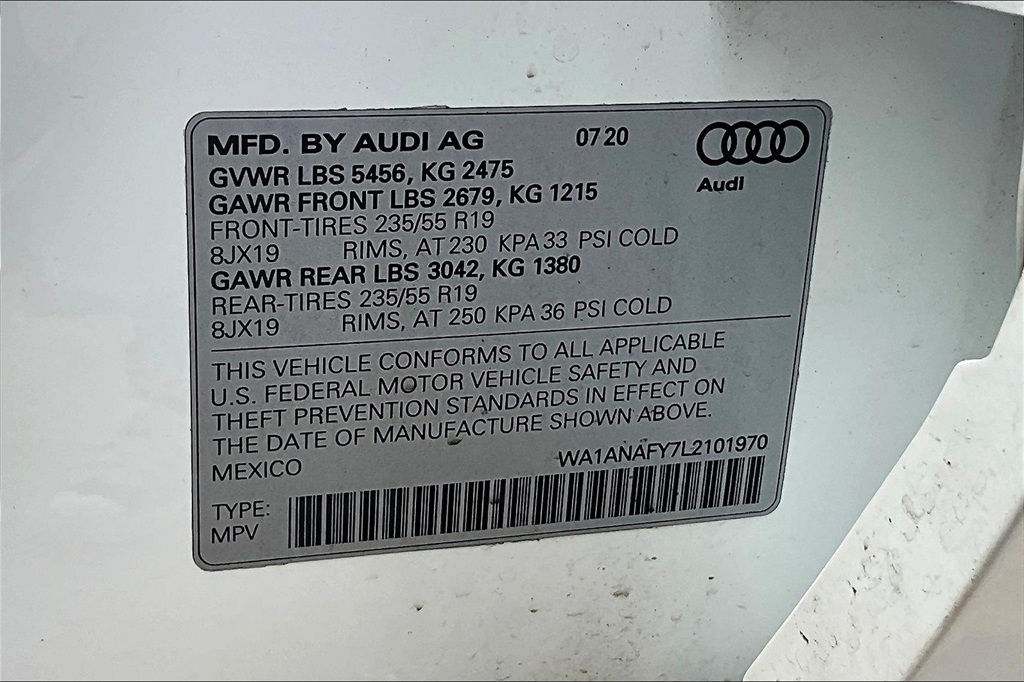 MFD. BY AUDI AG 07 20
GVWR LBS 5456, KG 2475
Audi
GAWR FRONT LBS 2679, KG 1215
FRONT-TIRES 235/55 R19
8JX19 RIMS, AT 230 KPA 33 PSI COLD
GAWR REAR LBS 3042, KG 1380
REAR-TIRES 235/55 R19
8JX19 RIMS, AT 250 KPA 36 PSI COLD
THIS VEHICLE CONFORMS TO ALL APPLICABLE
U.S. FEDERAL MOTOR VEHICLE SAFETY AND
THEFT PREVENTION STANDARDS IN EFFECT ON
THE DATE OF MANUFACTURE SHOWN ABOVE.
MEXICO WA1ANAFY7L2101970
TYPE:
MPV